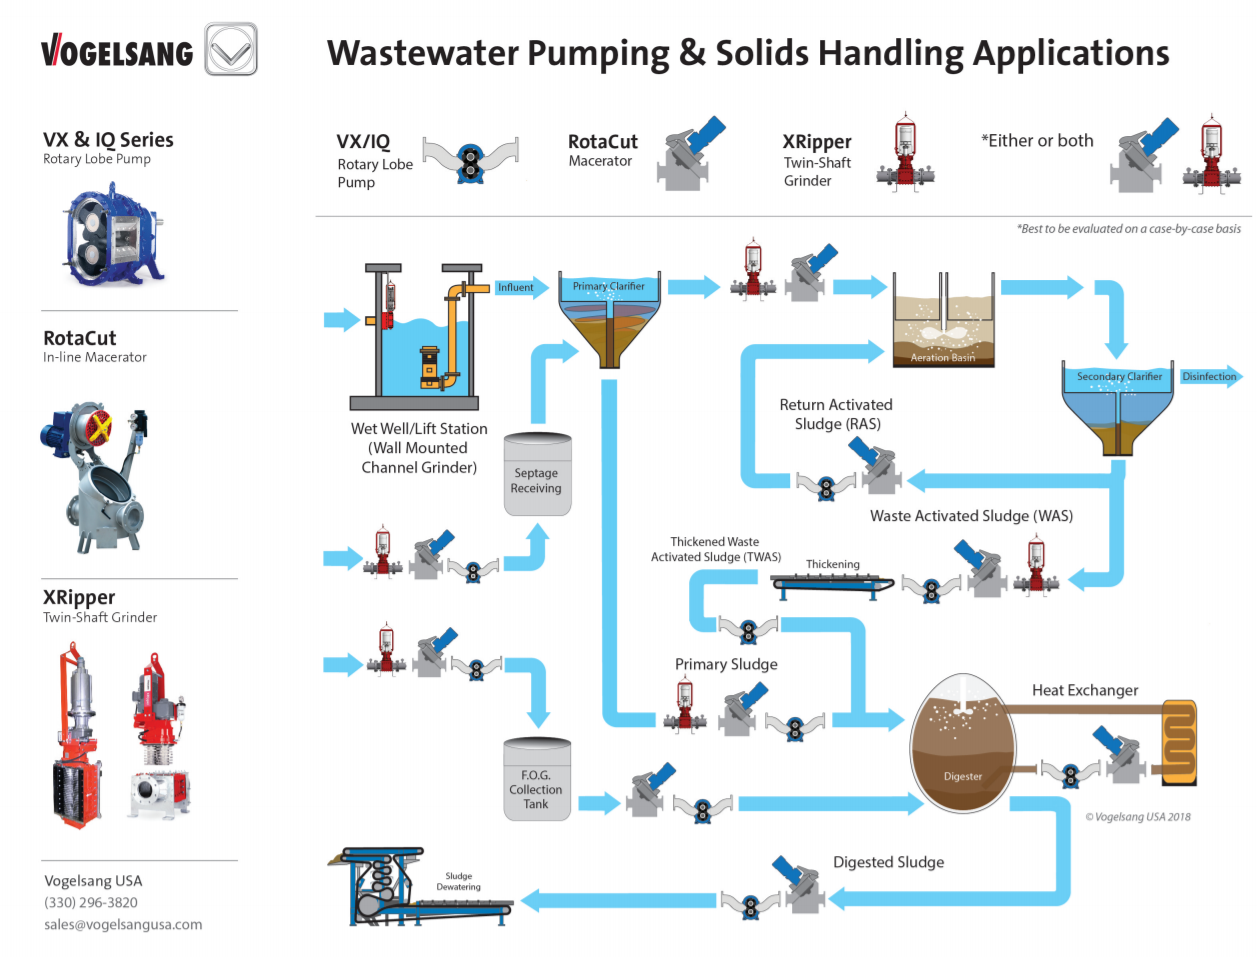 VOGELSANG
Wastewater Pumping & Solids Handling Applications
VX & IQ Series
Rotary Lobe Pump
RotaCut
In-line Macerator
XRipper
Twin-Shaft Grinder
Vogelsang USA
(330) 296-3820
sales@vogelsangusa.com
VX/IQ
Rotary Lobe
Pump
RotaCut
Macerator
XRipper
Twin-Shaft
Grinder
*Either or both
*Best to be evaluated on a case-by-case basis
Influent
Primary Clarifier
Aeration Basin
Secondary Clarifier
Disinfection
Wet Well/Lift Station
(Wall Mounted
Channel Grinder)
Septage
Receiving
Return Activated
Sludge (RAS)
Waste Activated Sludge (WAS)
Thickened Waste
Activated Sludge (TWAS)
Thickening
Primary Sludge
Heat Exchanger
Digester
F.O.G.
Collection
Tank
© Vogelsang USA 2018
Digested Sludge
Sludge
Dewatering